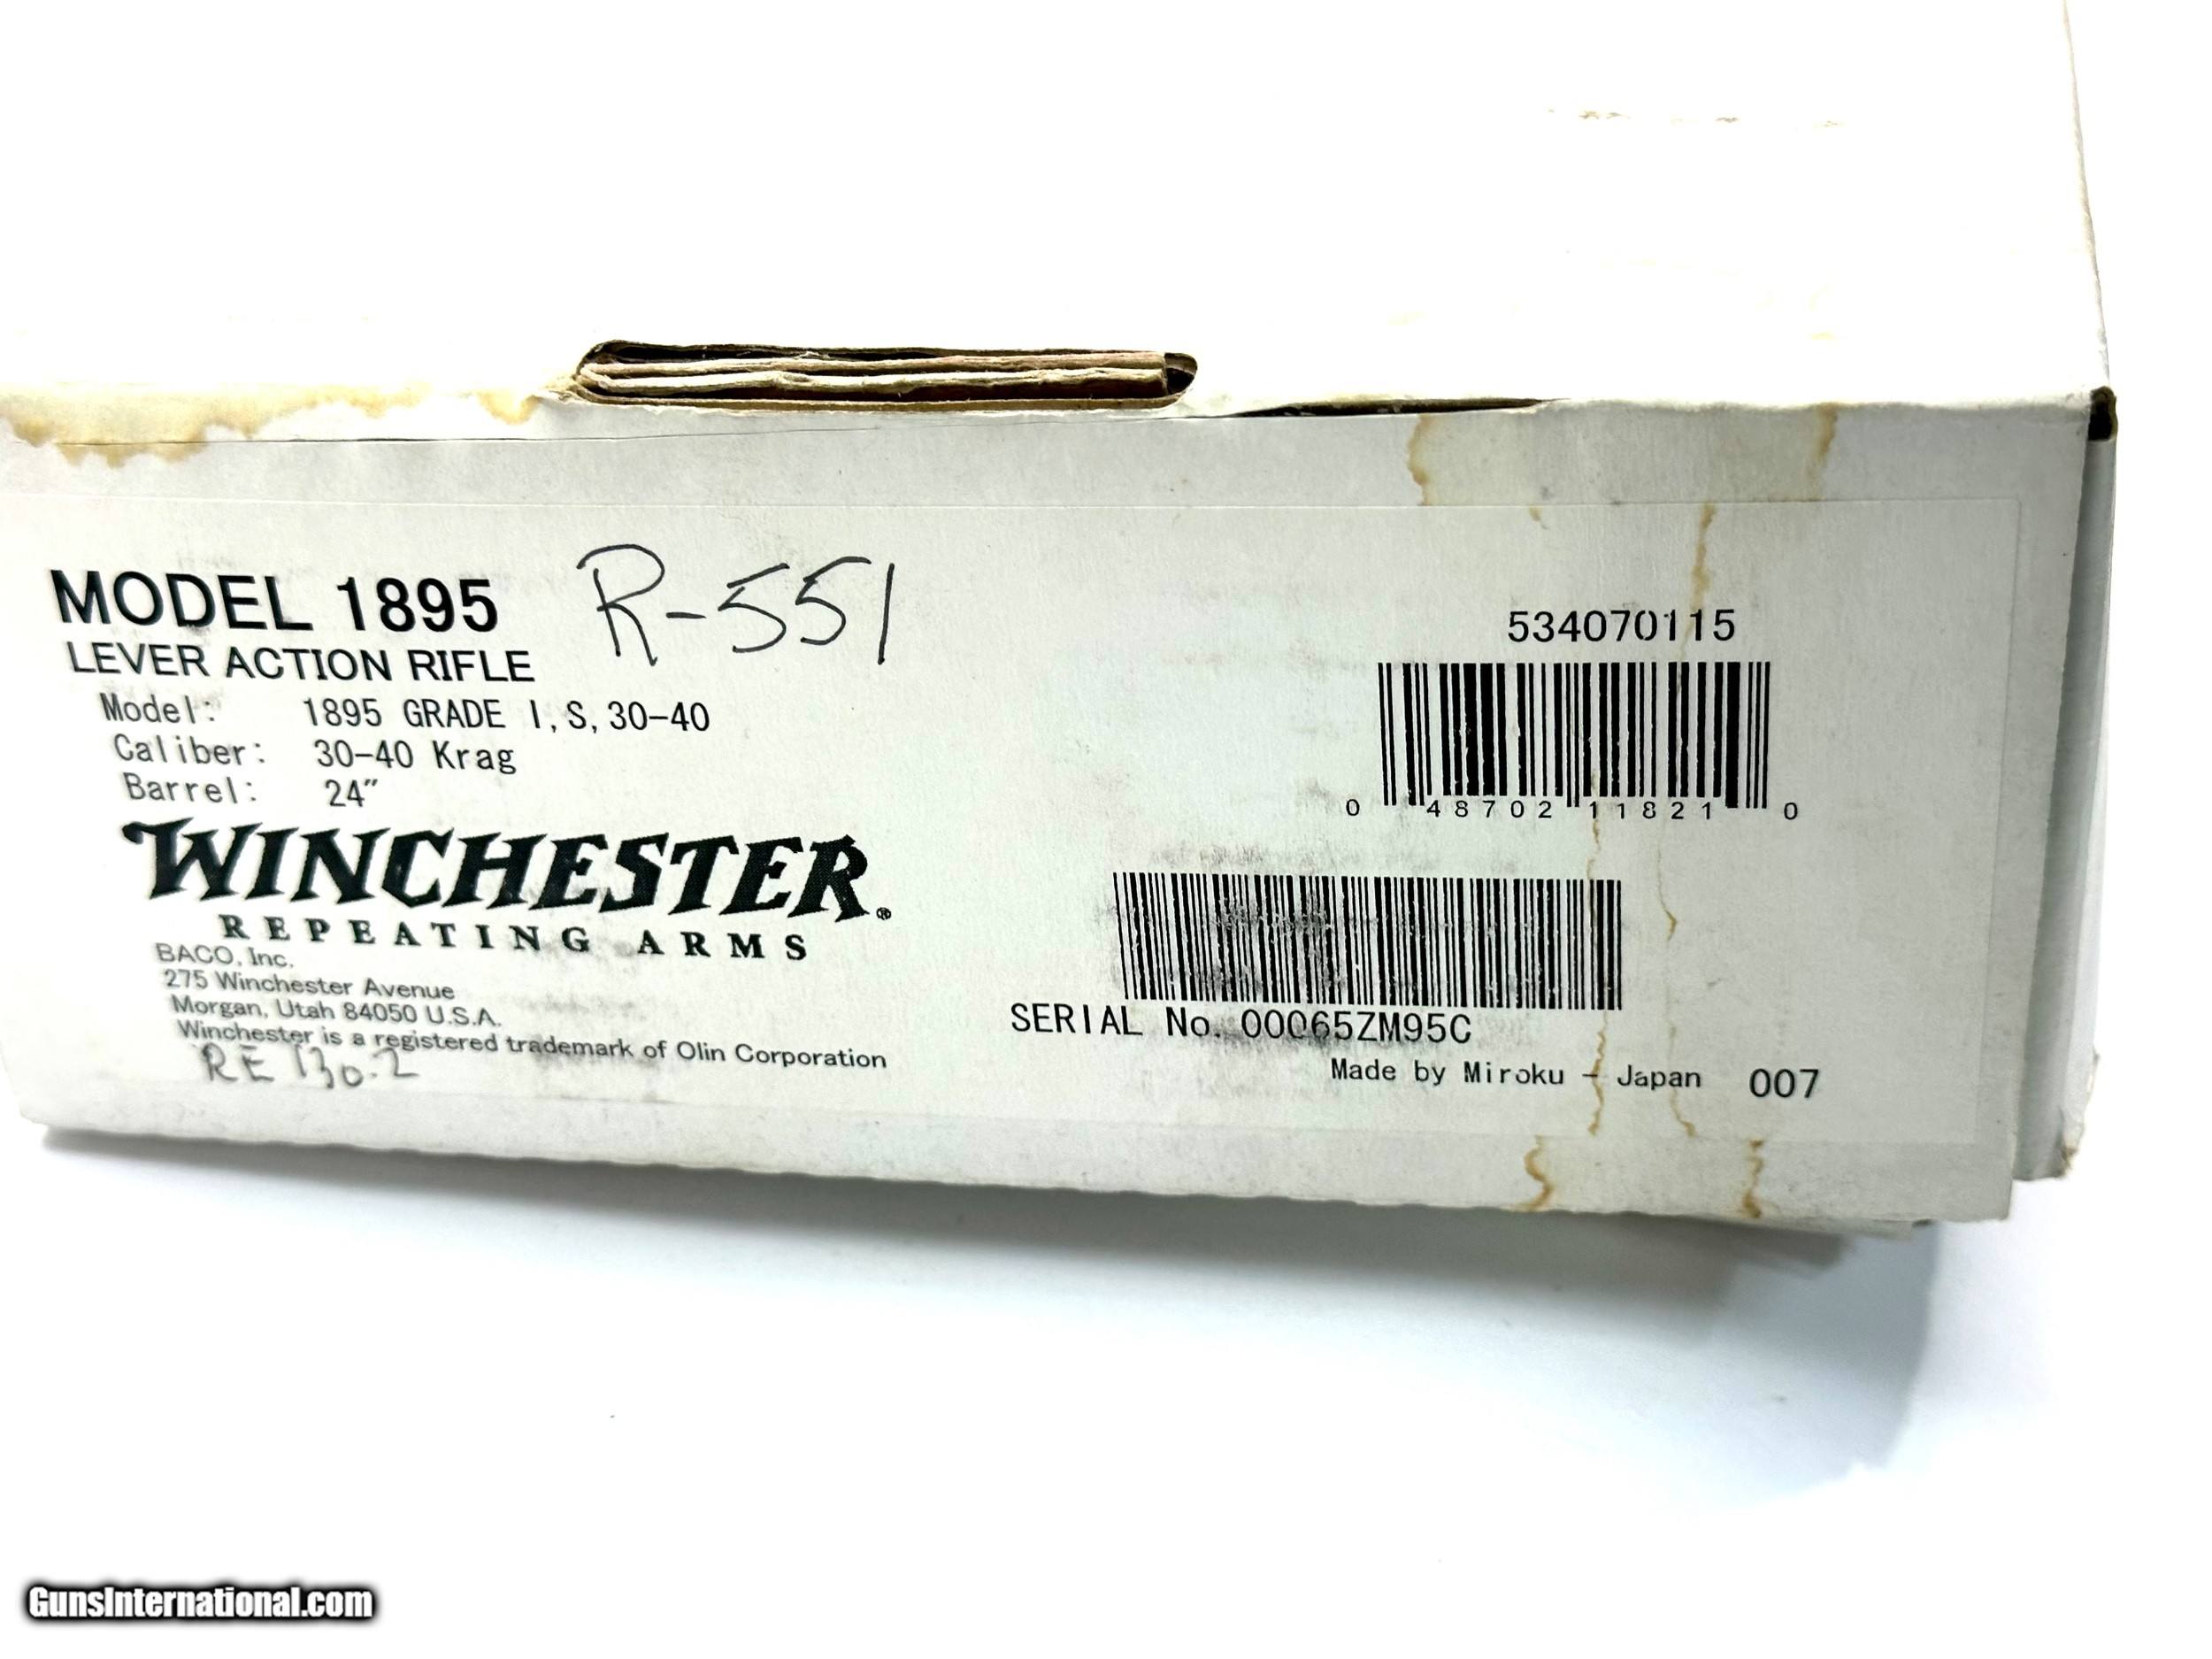 MODEL 1895 R-551
LEVER ACTION RIFLE
Model: 1895 GRADE I,S,30-40
Caliber: 30-40 Krag
Barrel: 24"
WINCHESTER®
REPEATING ARMS
BACO, Inc.
275 Winchester Avenue
Morgan, Utah 84050 U.S.A.
Winchester is a registered trademark of Olin Corporation
RE 130.2
534070115
0 48702 11821 0
SERIAL No. 00065ZM95C
Made by Miroku - Japan 007
GunsInternational.com